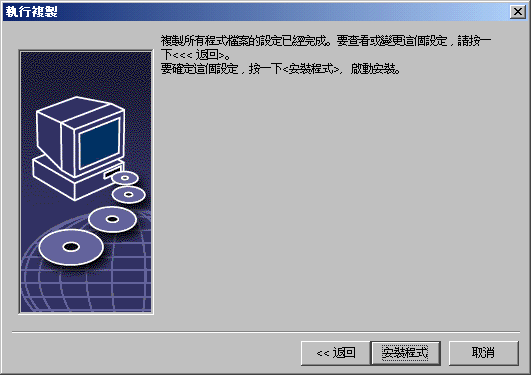 執行複製
複製所有程式檔案的設定已經完成。要查看或變更這個設定，請按一
下<<< 返回>。
要確定這個設定，按一下<安裝程式>，啟動安裝。
<< 返回
安裝程式
取消